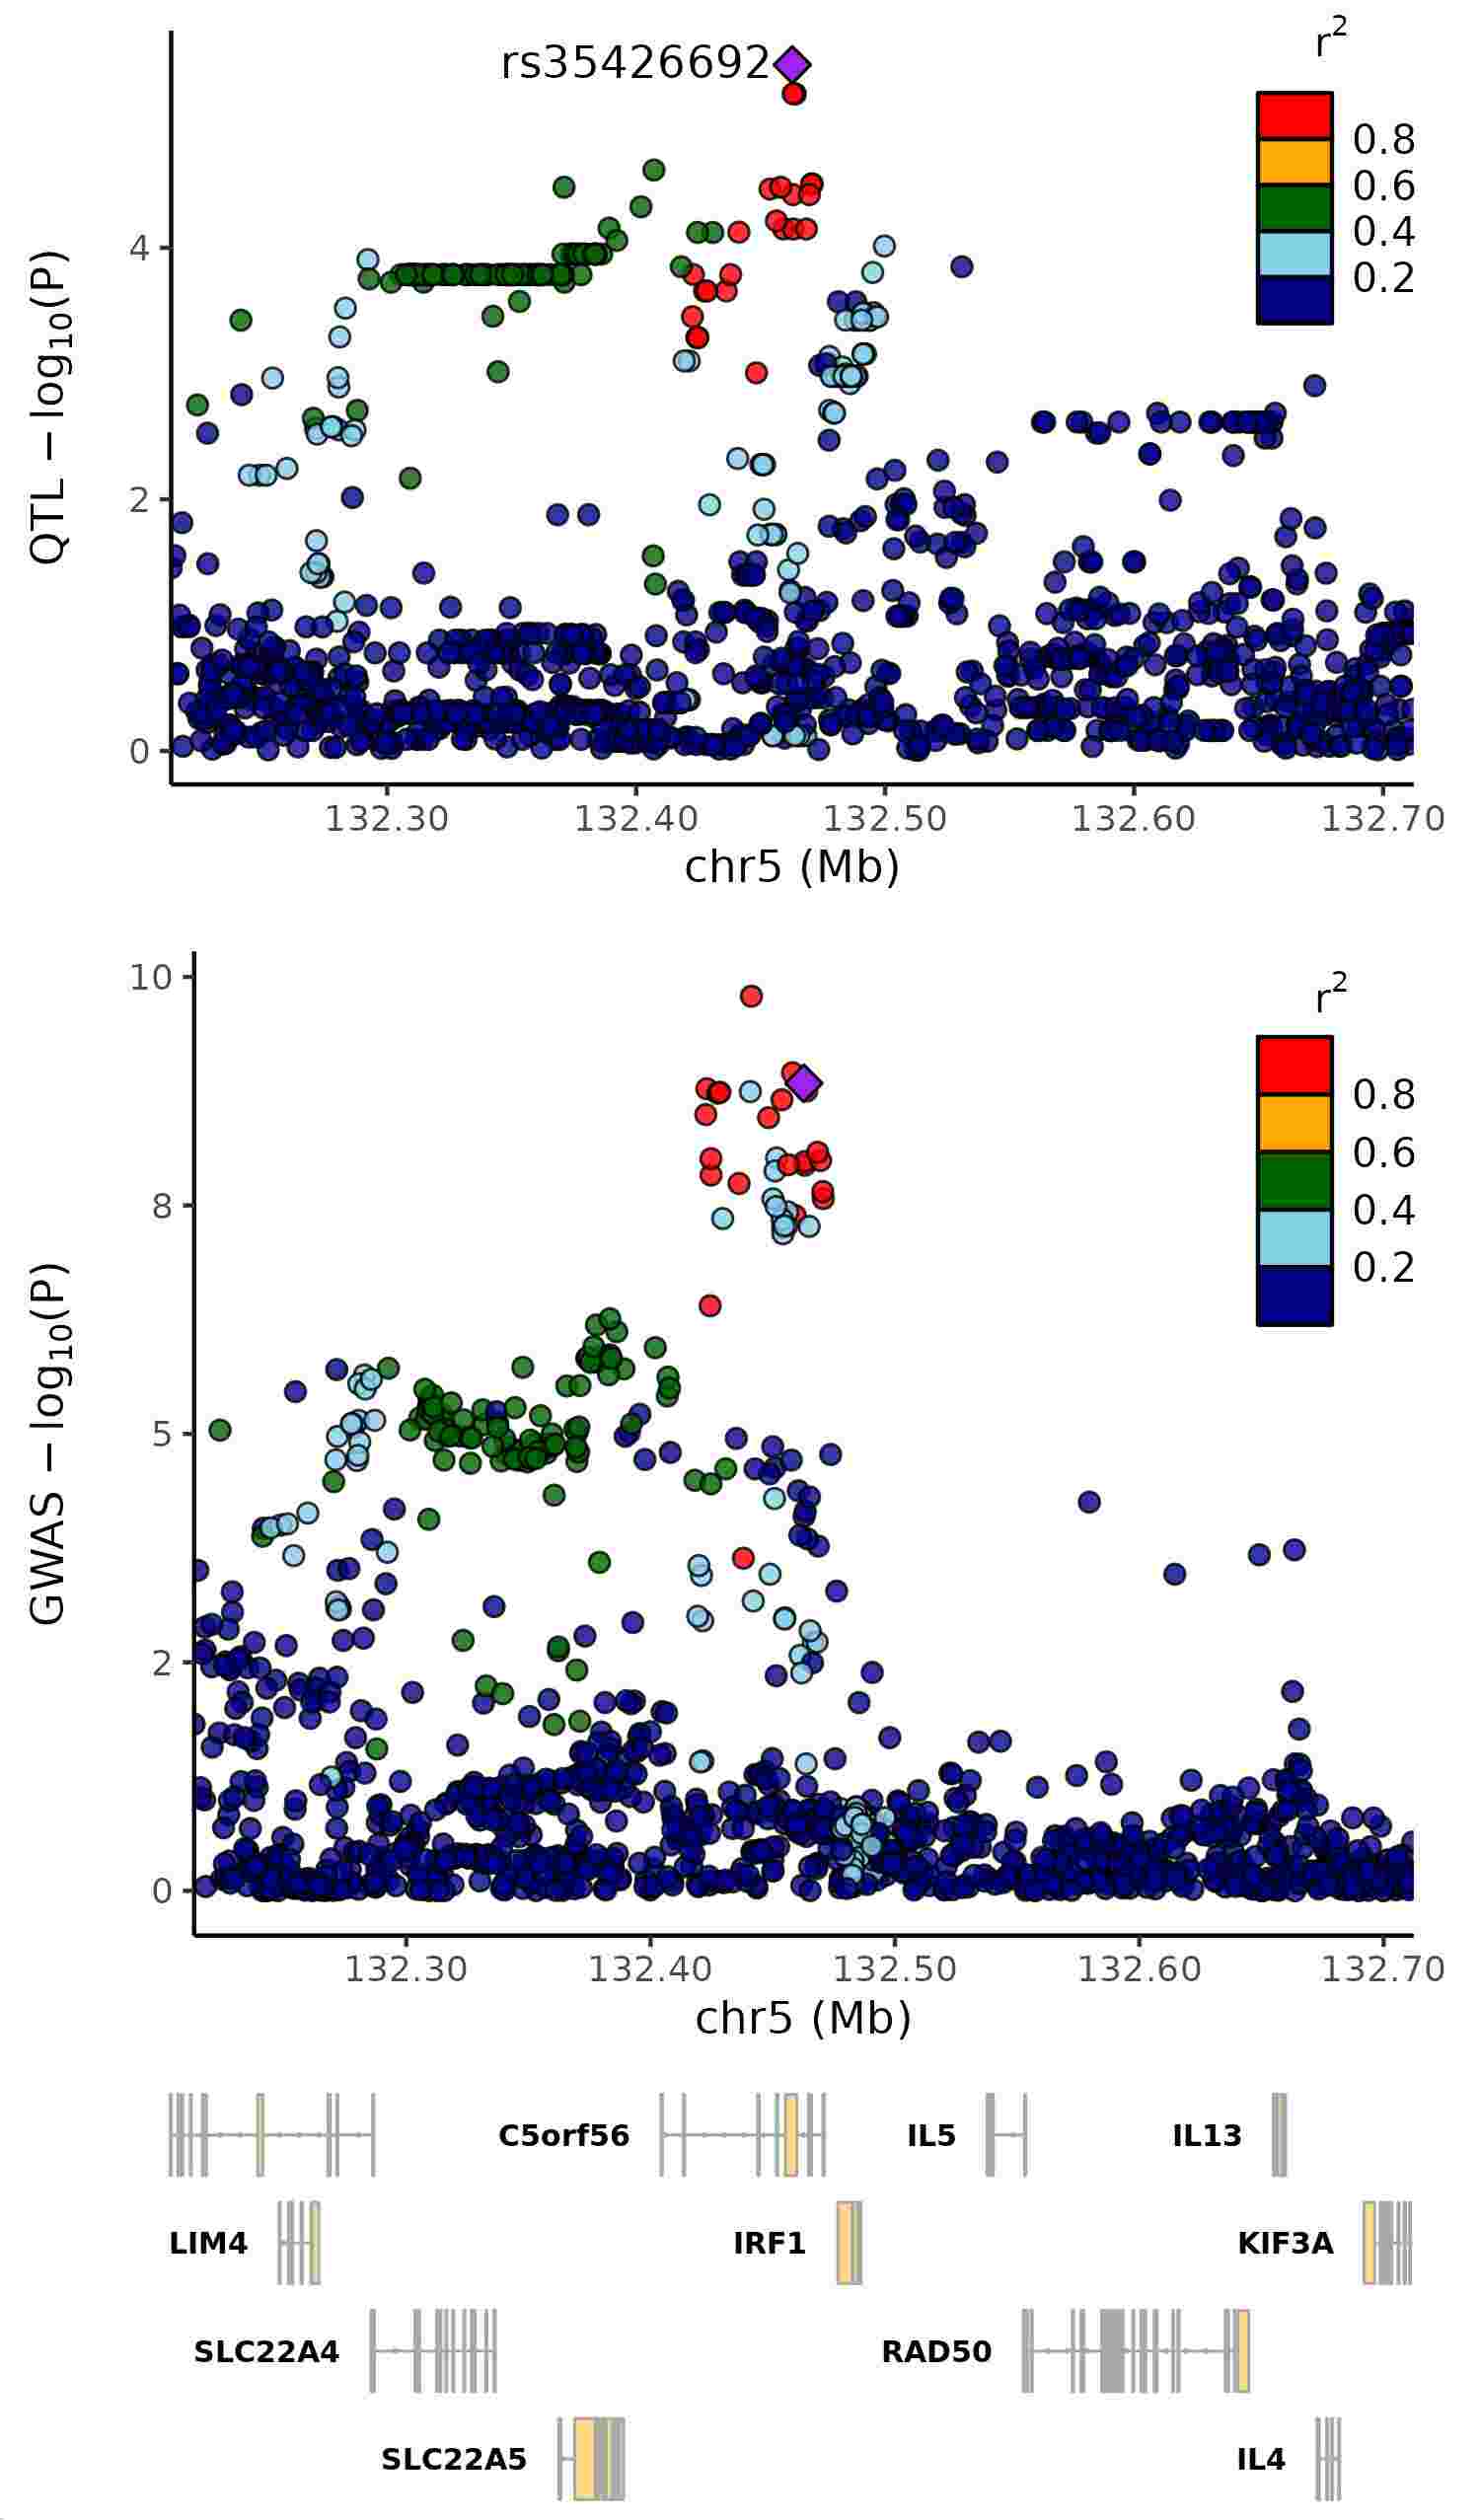 r2
rs35426692
0.8
0.6
0.4
0.2
QTL −log10(P)
4
2
0
132.30 132.40 132.50 132.60 132.70
chr5 (Mb)
r2
0.8
0.6
0.4
0.2
GWAS −log10(P)
10
8
5
2
0
132.30 132.40 132.50 132.60 132.70
chr5 (Mb)
C5orf56 IL5 IL13
LIM4 IRF1 KIF3A
SLC22A4 RAD50
SLC22A5 IL4